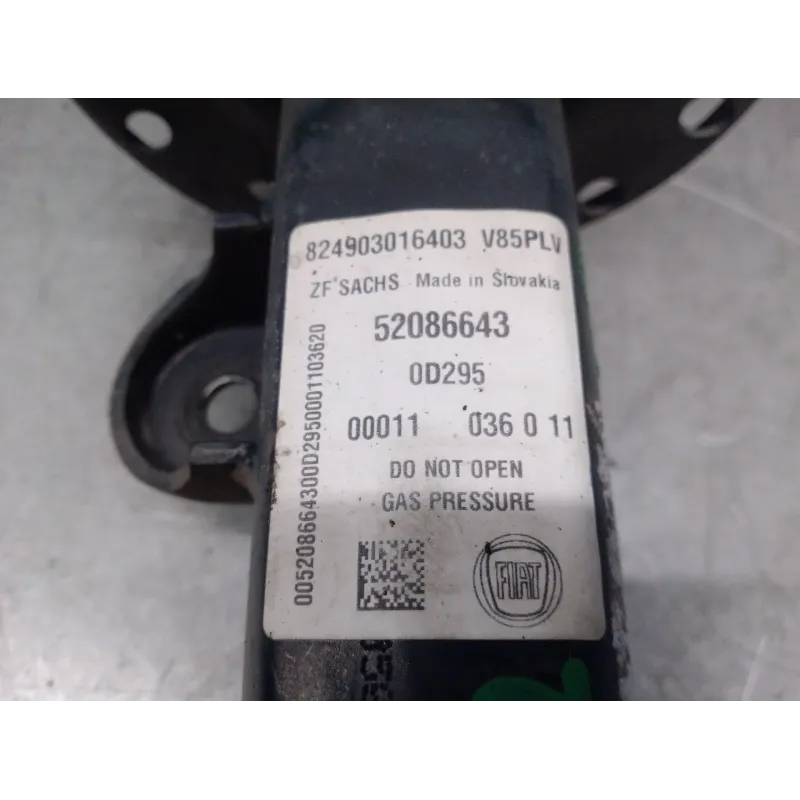 824903016403 V85PLV
ZF SACHS Made in Slovakia
52086643
0D295
00011 036 0 11
DO NOT OPEN
GAS PRESSURE
FIAT
00520866430OD2950001103620